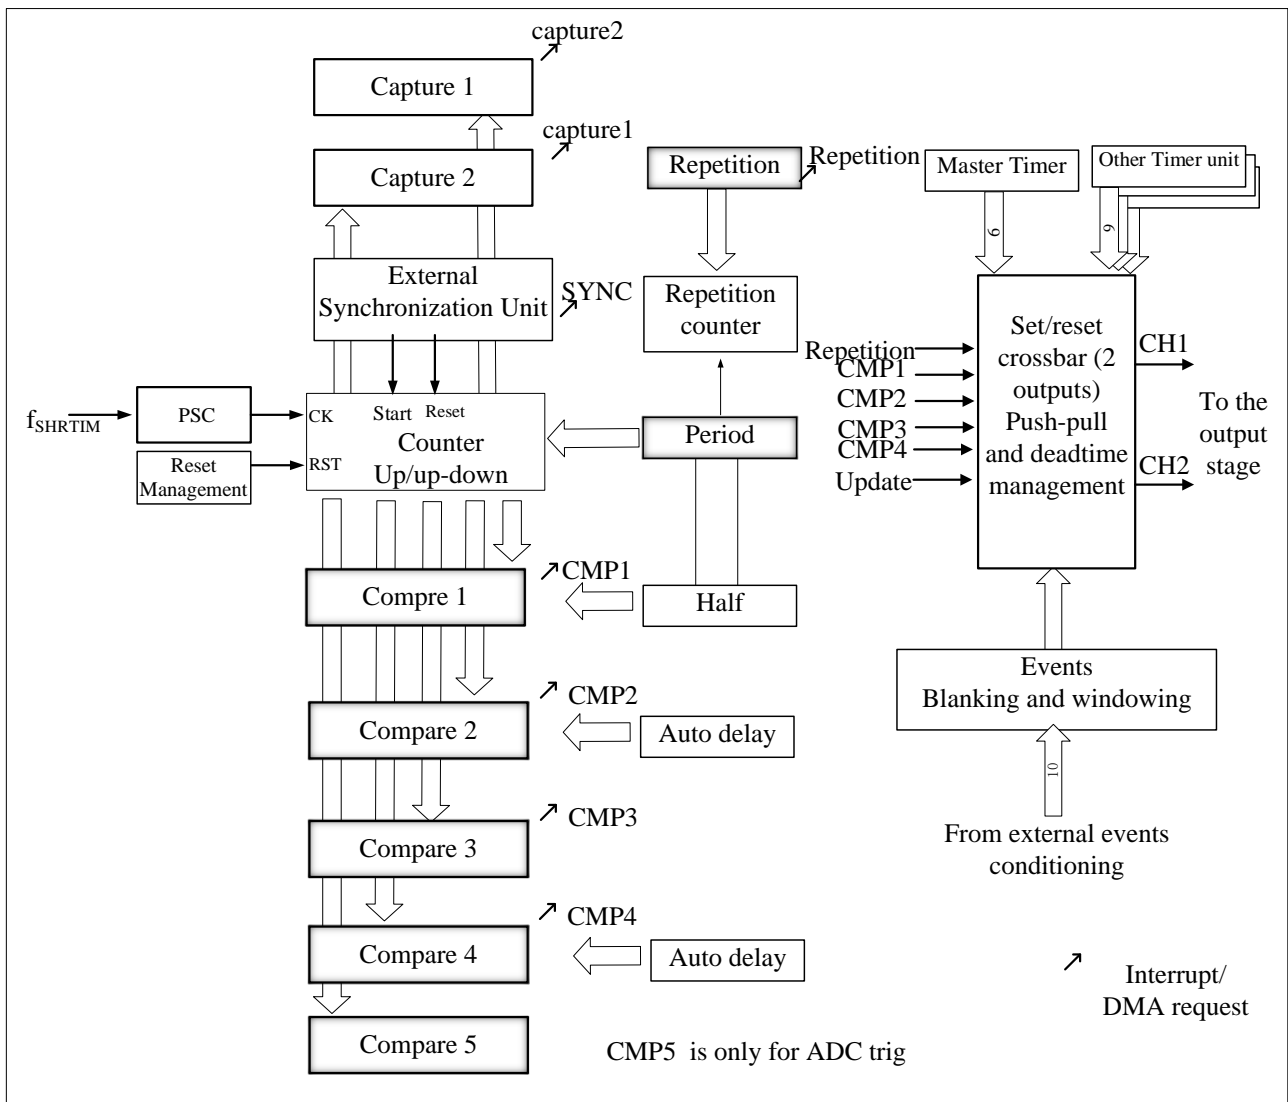 capture2
Capture 1
capture1
Capture 2
Repetition
Repetition
Master Timer
Other Timer unit
6
9
External
Synchronization Unit
SYNC
Repetition
counter
Set/reset
crossbar (2
outputs)
Push-pull
and deadtime
management
Repetition
CMP1
CMP2
CMP3
CMP4
Update
CH1
CH2
To the
output
stage
fSHRTIM
PSC
CK
Start
Reset
Counter
Up/up-down
RST
Reset
Management
Period
CMP1
Compre 1
Half
Events
Blanking and windowing
CMP2
Compare 2
Auto delay
10
CMP3
Compare 3
From external events
conditioning
CMP4
Compare 4
Auto delay
Interrupt/
DMA request
Compare 5
CMP5 is only for ADC trig